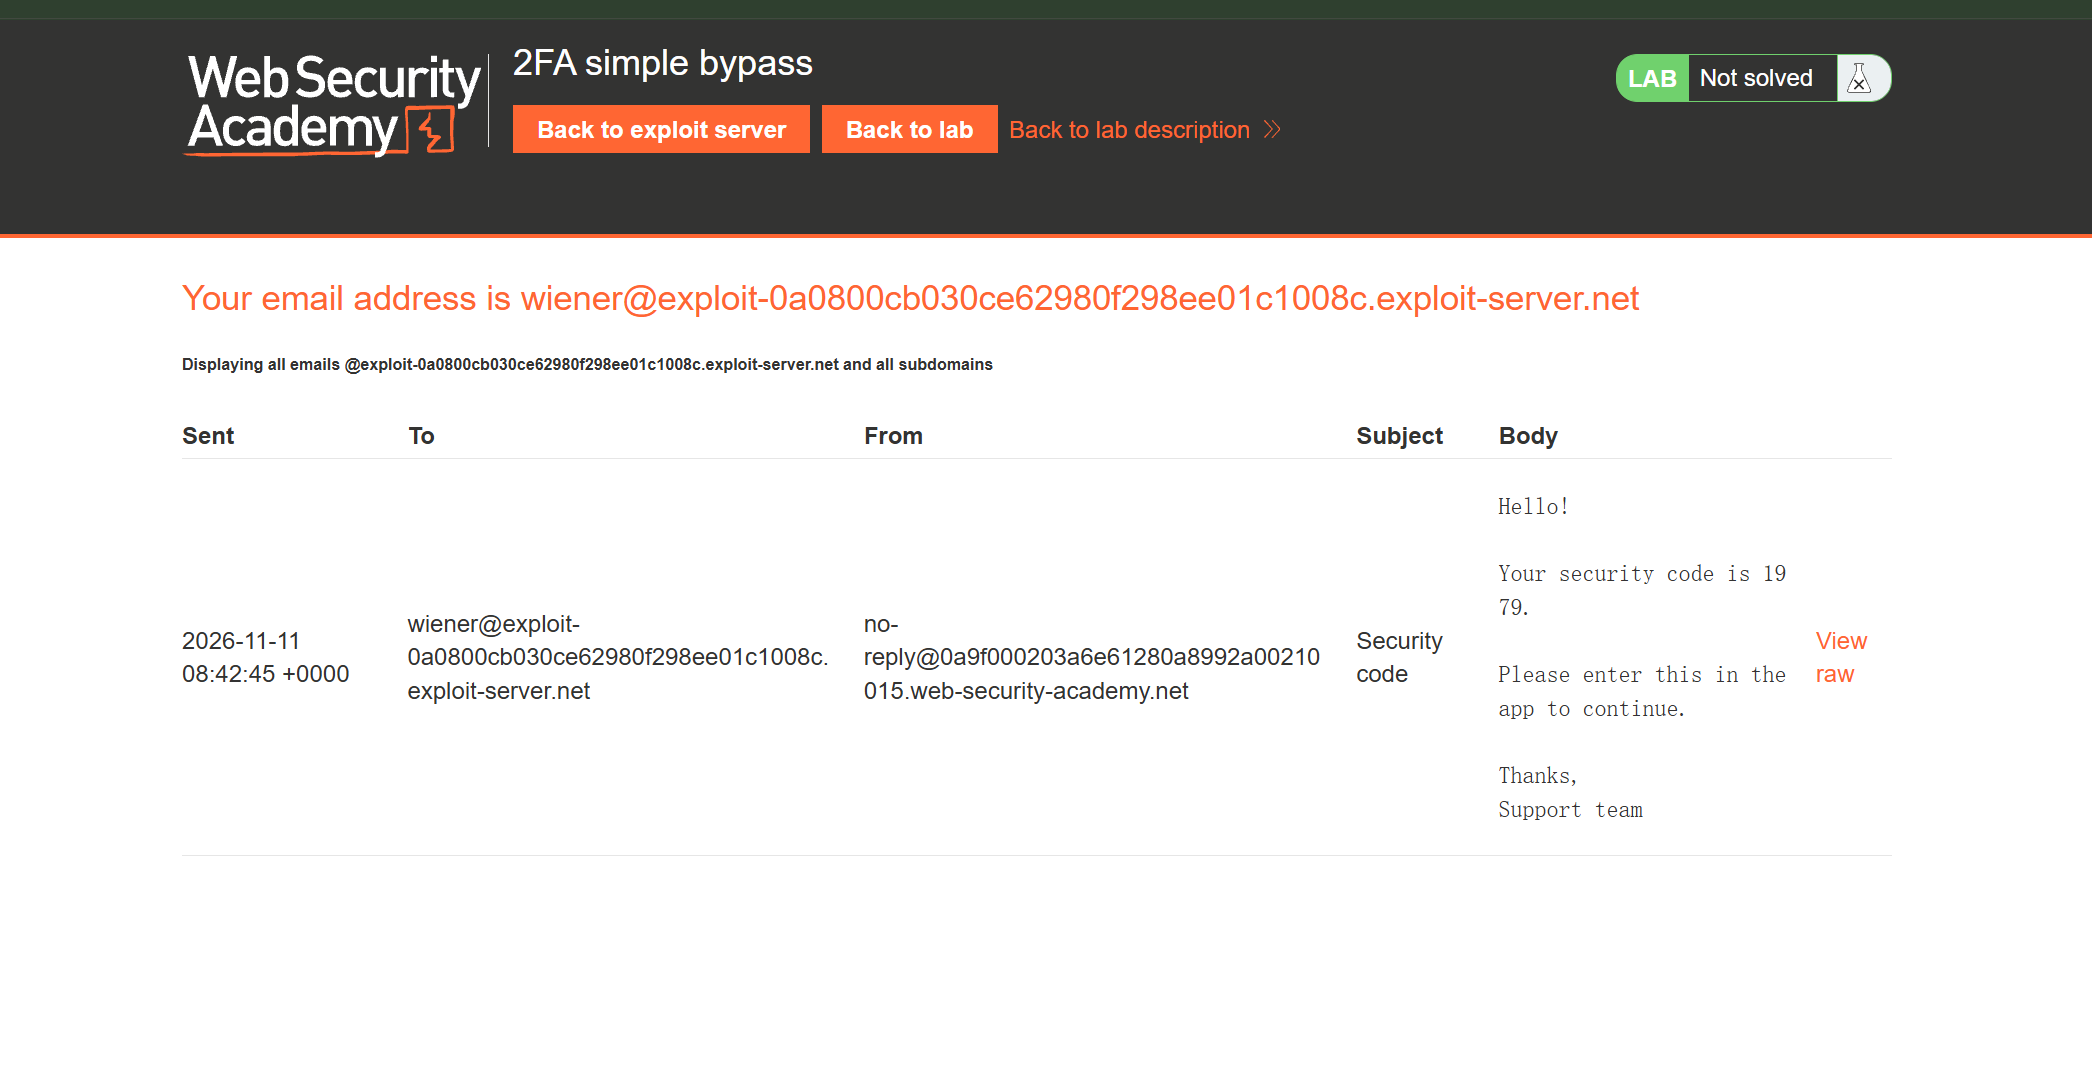 Web Security
Academy
2FA simple bypass
Back to exploit server
Back to lab
Back to lab description
LAB
Not solved
Your email address is wiener@exploit-0a0800cb030ce62980f298ee01c1008c.exploit-server.net
Displaying all emails @exploit-0a0800cb030ce62980f298ee01c1008c.exploit-server.net and all subdomains
Sent To From Subject Body
2026-11-11
08:42:45 +0000
wiener@exploit-
0a0800cb030ce62980f298ee01c1008c.
exploit-server.net
no-
reply@0a9f000203a6e61280a8992a00210
015.web-security-academy.net
Security
code
Hello!
Your security code is 19
79.
Please enter this in the
app to continue.
Thanks,
Support team
View
raw